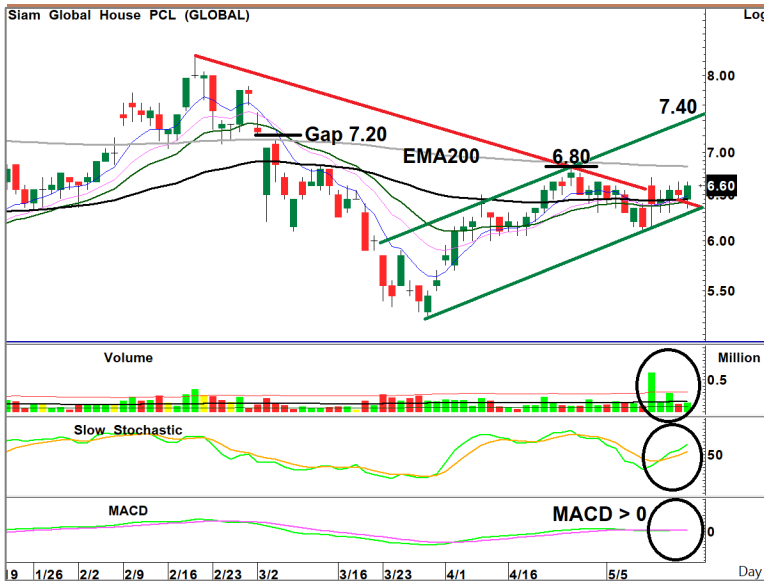 Siam Global House PCL (GLOBAL)
Log
8.00
7.40
Gap 7.20
7.00
EMA200
6.80
6.60
6.00
5.50
Volume
Million
0.5
Slow Stochastic
50
MACD
MACD > 0
0
19 1/26 2/2 2/9 2/16 2/23 3/2 3/16 3/23 4/1 4/16 5/5 Day